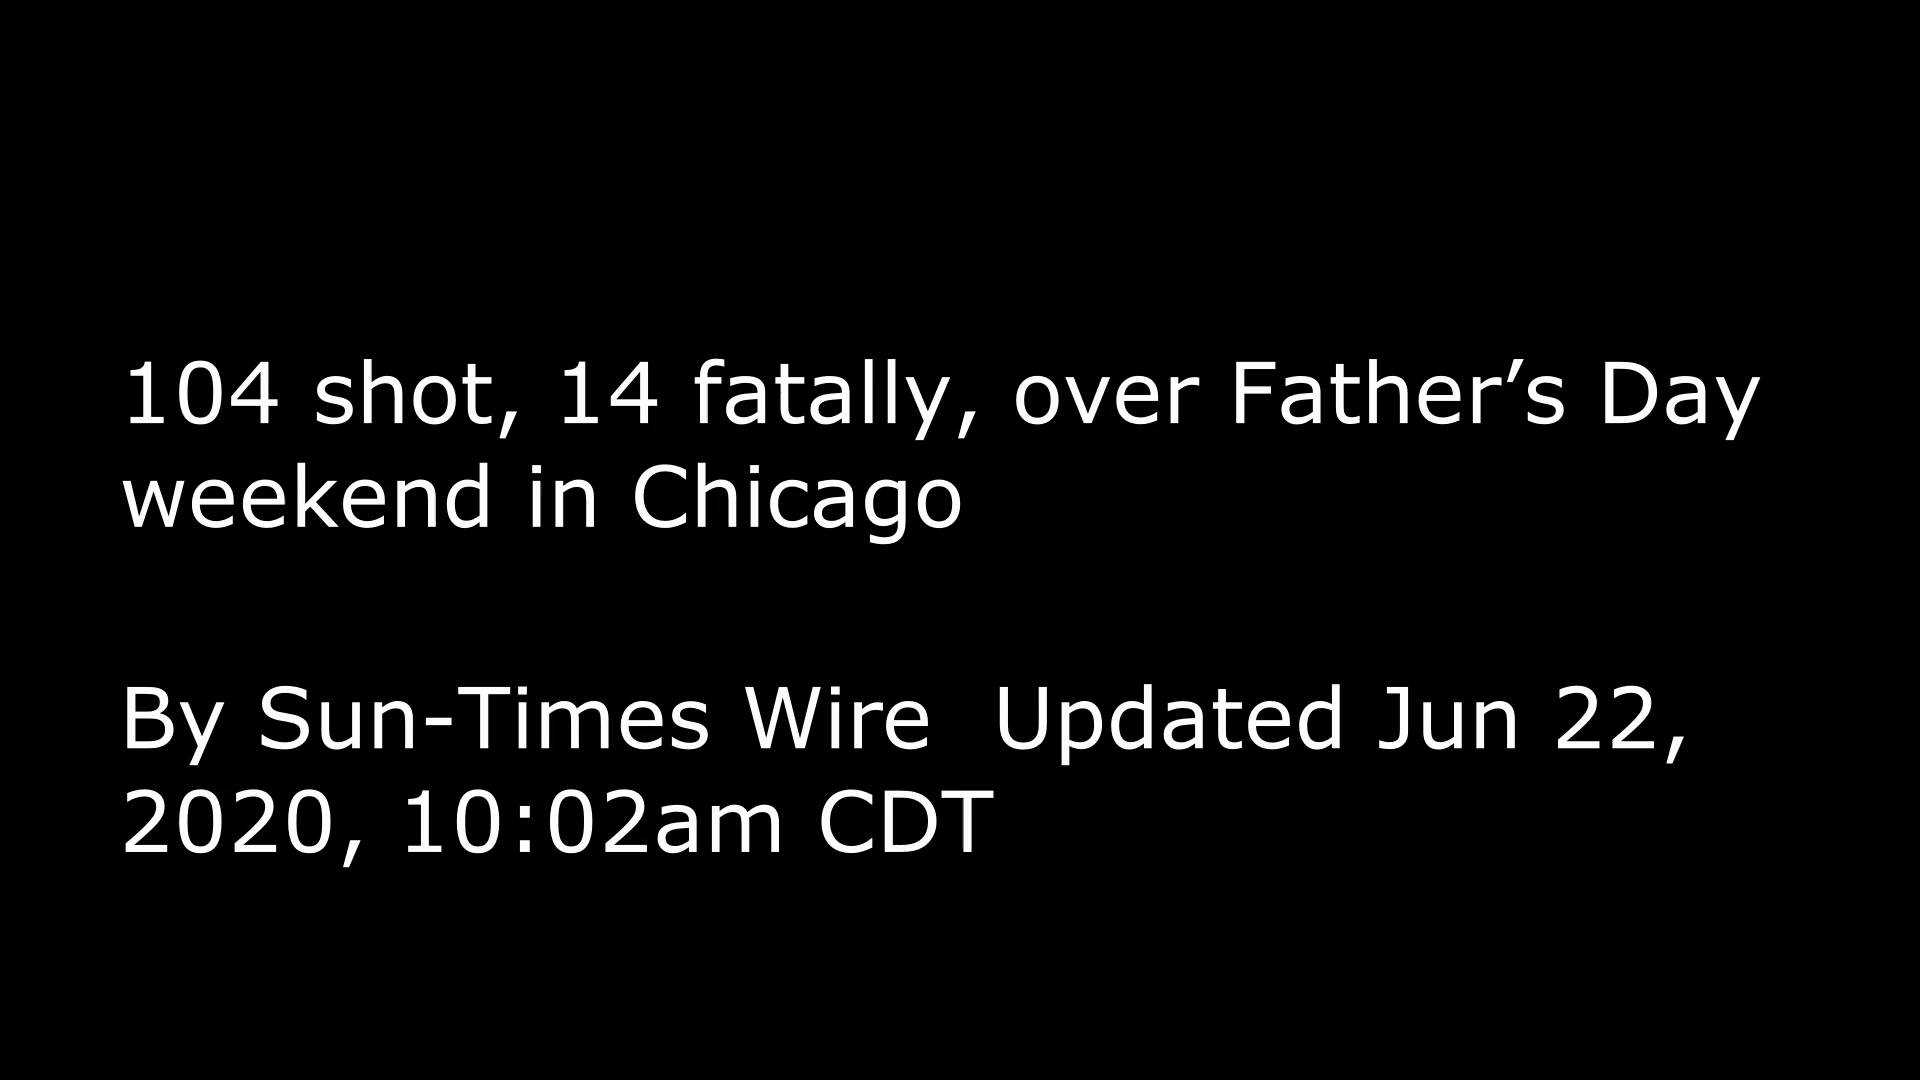 104 shot, 14 fatally, over Father’s Day
weekend in Chicago
By Sun-Times Wire  Updated Jun 22,
2020, 10:02am CDT